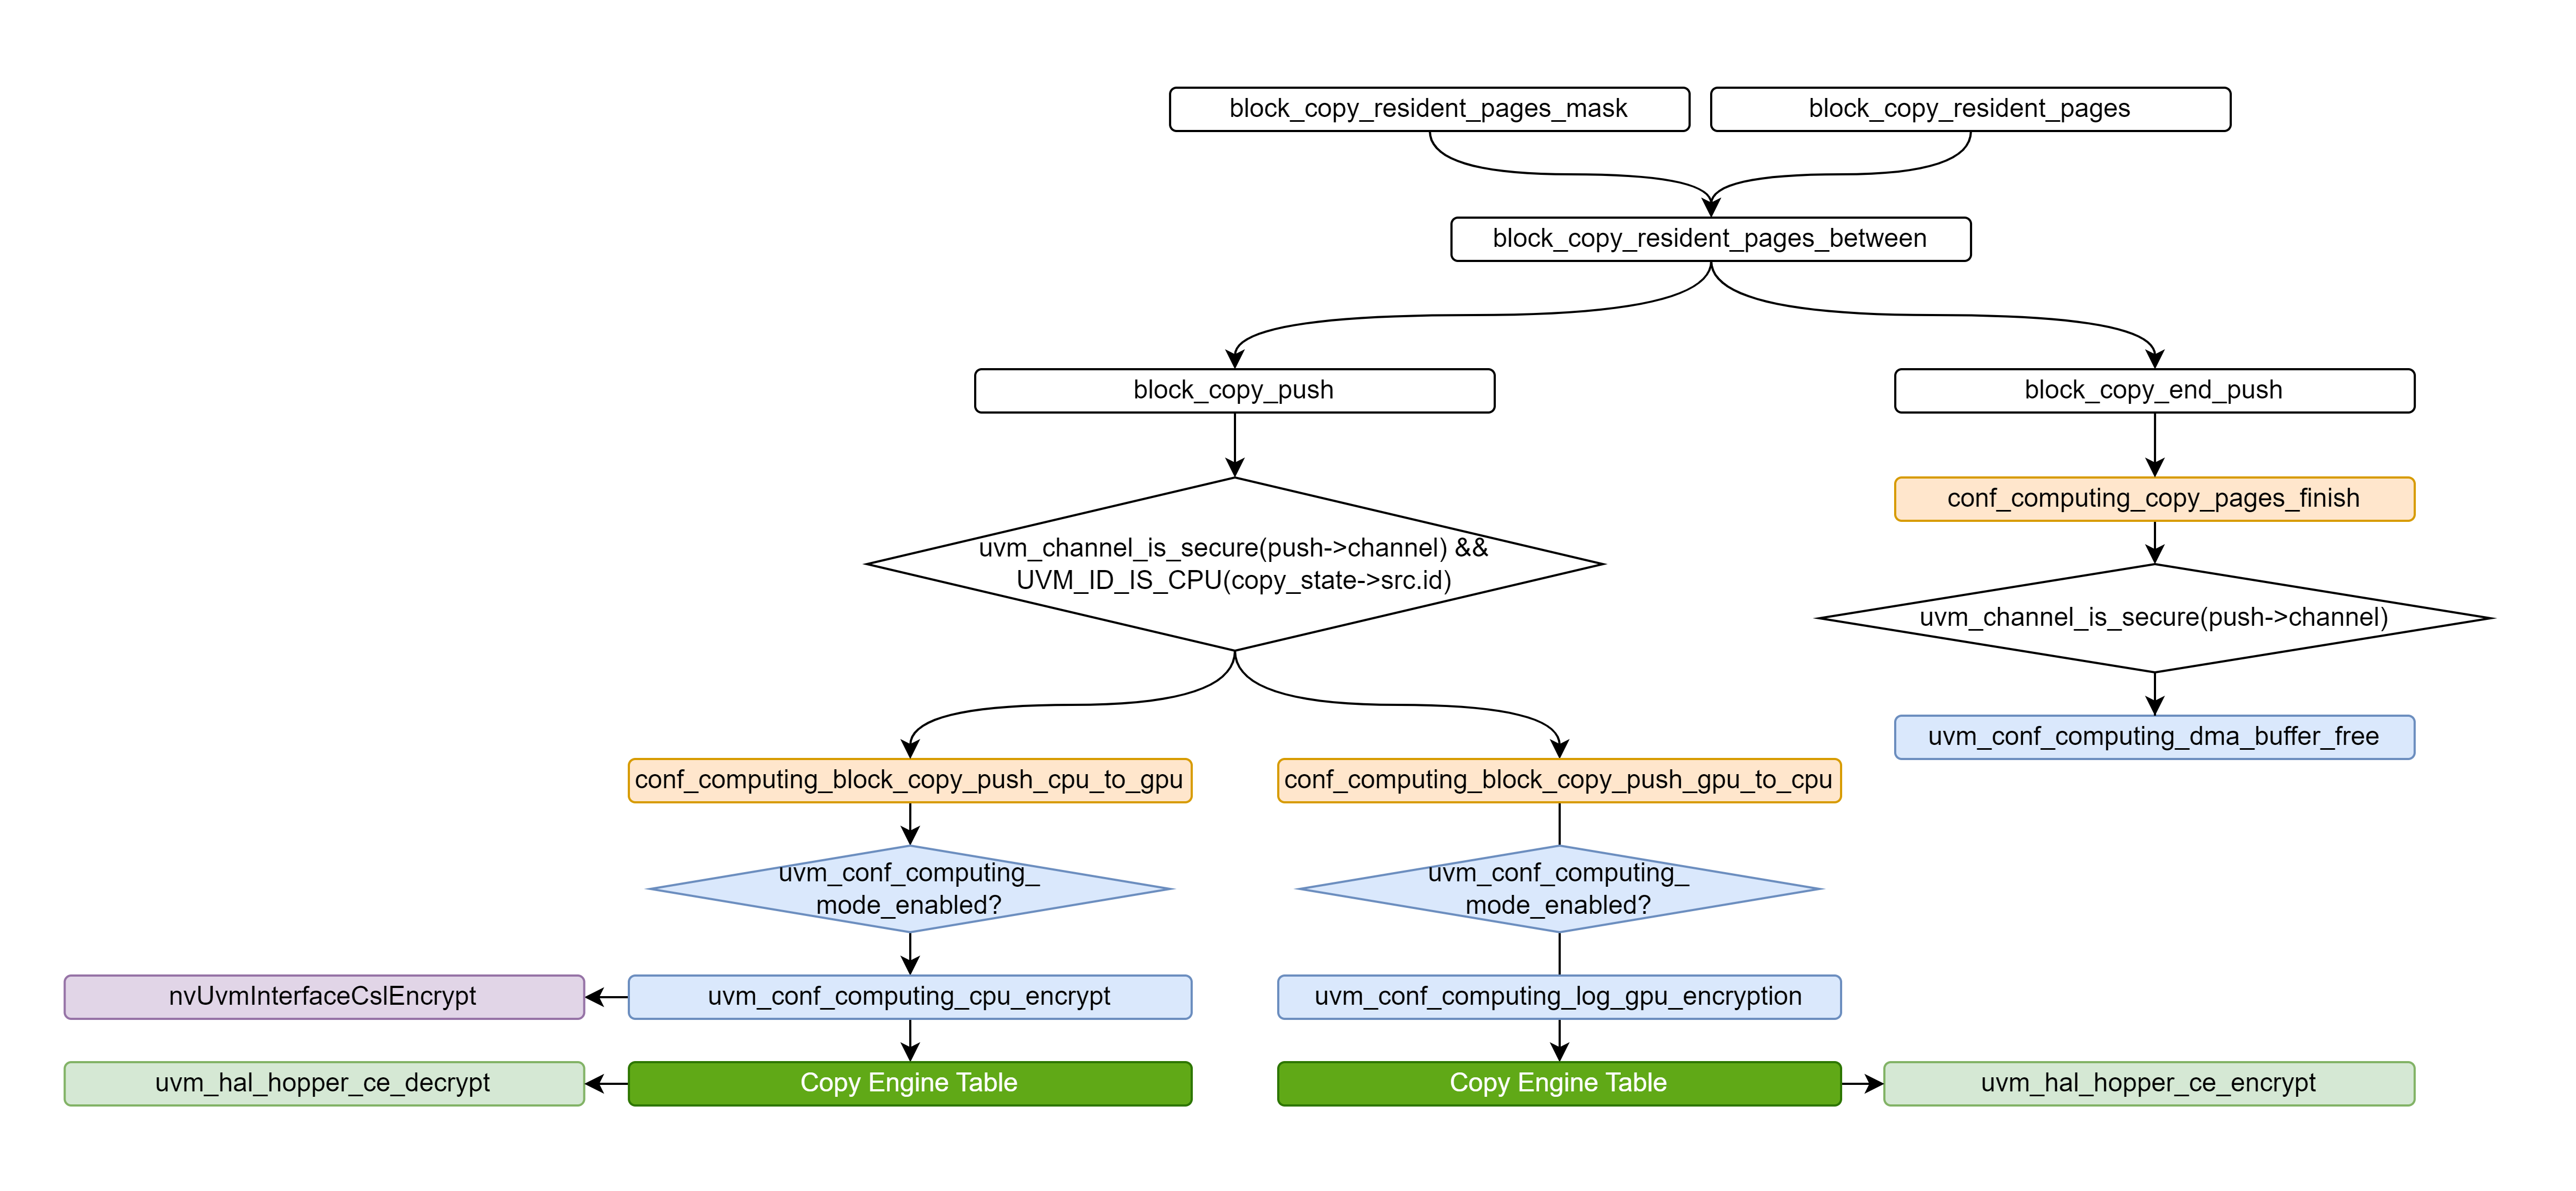 block_copy_resident_pages_mask
block_copy_resident_pages
block_copy_resident_pages_between
block_copy_push
block_copy_end_push
conf_computing_copy_pages_finish
uvm_channel_is_secure(push->channel) &&
UVM_ID_IS_CPU(copy_state->src.id)
uvm_channel_is_secure(push->channel)
uvm_conf_computing_dma_buffer_free
conf_computing_block_copy_push_cpu_to_gpu
conf_computing_block_copy_push_gpu_to_cpu
uvm_conf_computing_
mode_enabled?
uvm_conf_computing_
mode_enabled?
nvUvmInterfaceCslEncrypt
uvm_conf_computing_cpu_encrypt
uvm_conf_computing_log_gpu_encryption
uvm_hal_hopper_ce_decrypt
Copy Engine Table
Copy Engine Table
uvm_hal_hopper_ce_encrypt